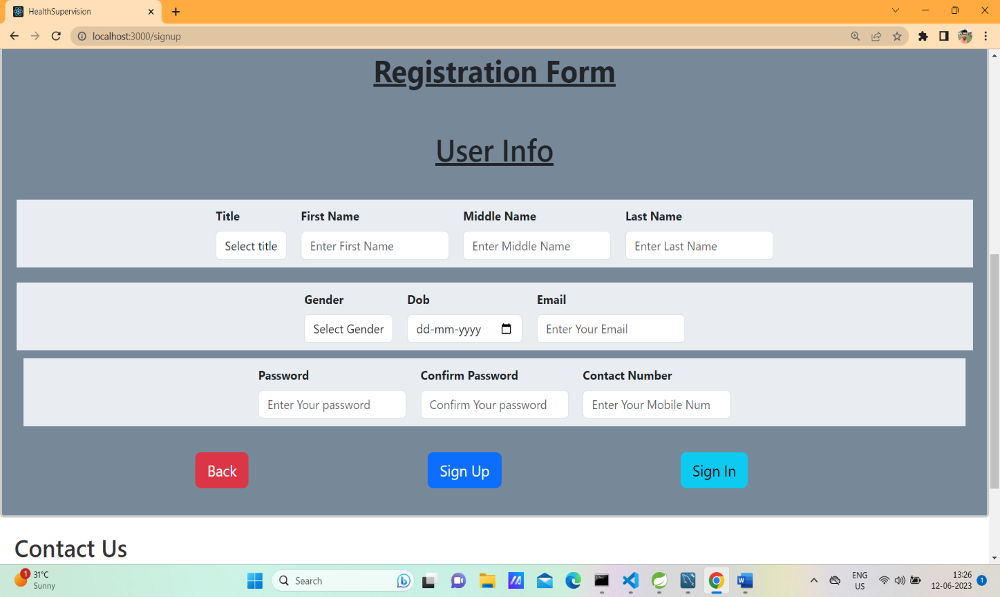 HealthSupervision
localhost:3000/signup
Registration Form
User Info
Title First Name Middle Name Last Name
Select title Enter First Name Enter Middle Name Enter Last Name
Gender Dob Email
Select Gender dd-mm-yyyy Enter Your Email
Password Confirm Password Contact Number
Enter Your password Confirm Your password Enter Your Mobile Num
Back Sign Up Sign In
Contact Us
1 31°C
Sunny
Search
ENG
US
13:26
12-06-2023
1